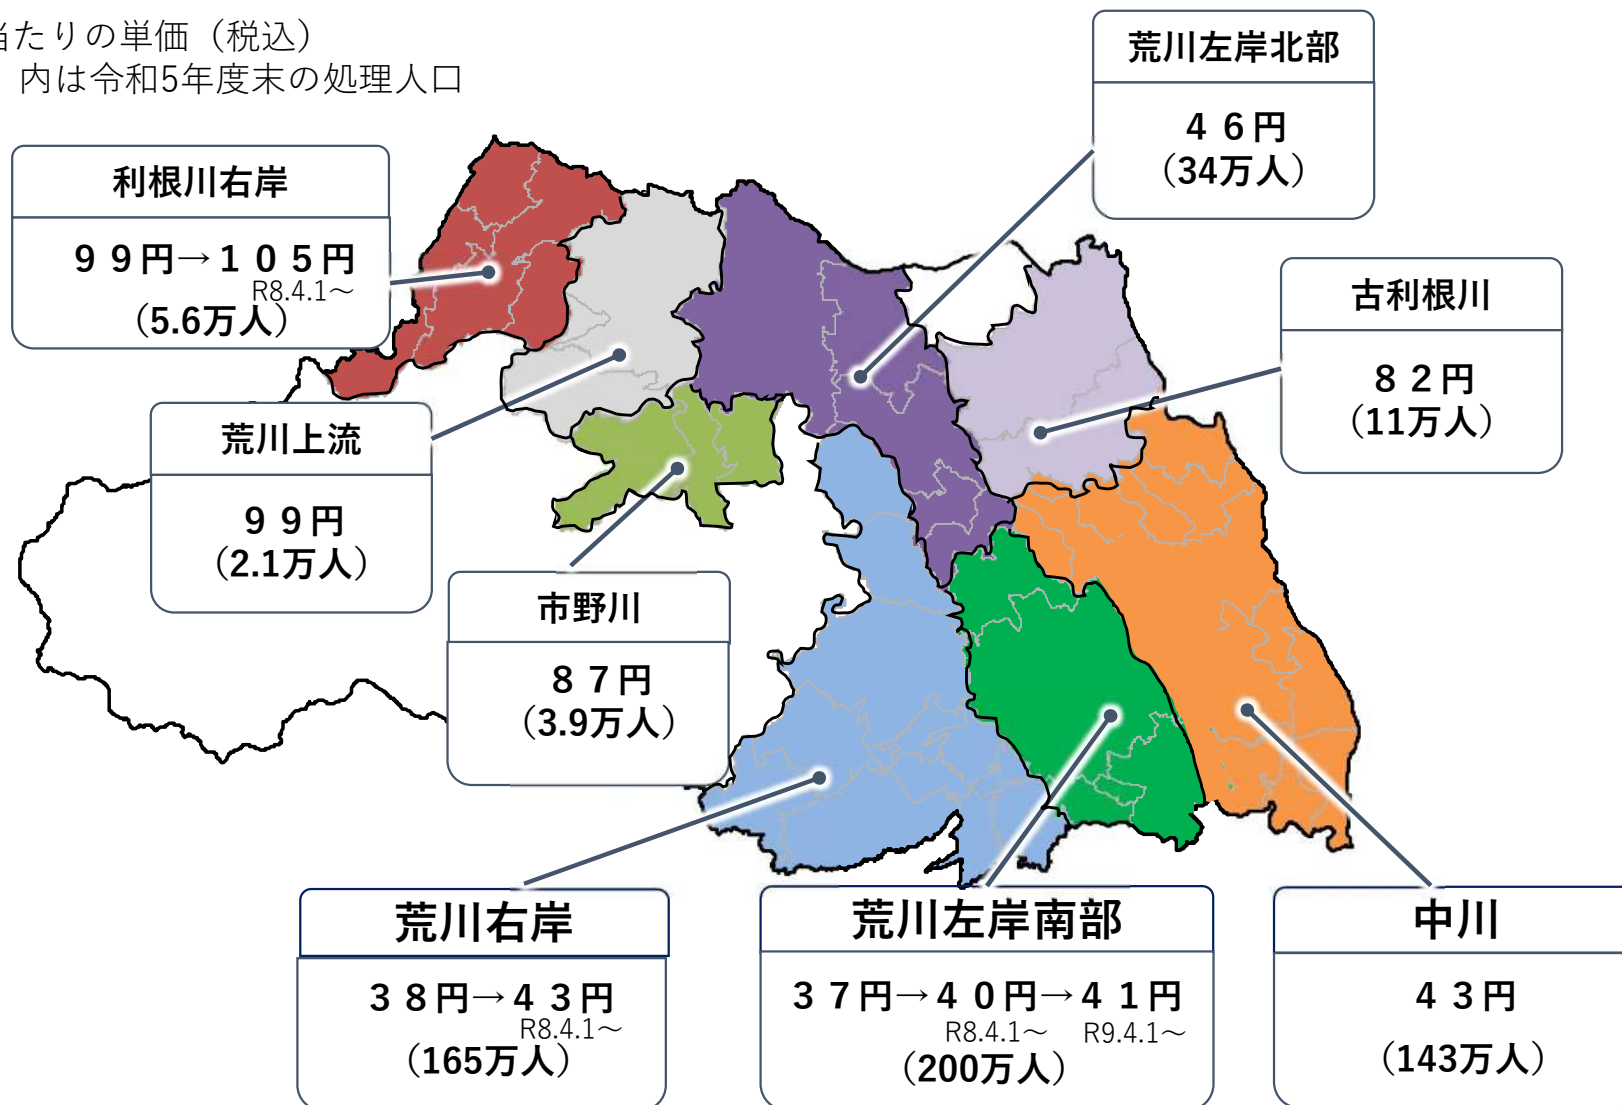 当たりの単価（税込）
内は令和5年度末の処理人口
荒川左岸北部
４６円
（34万人）
利根川右岸
９９円→１０５円
R8.4.1～
（5.6万人）
古利根川
８２円
（11万人）
荒川上流
９９円
（2.1万人）
市野川
８７円
（3.9万人）
荒川右岸
３８円→４３円
R8.4.1～
（165万人）
荒川左岸南部
３７円→４０円→４１円
R8.4.1～ R9.4.1～
（200万人）
中川
４３円
（143万人）